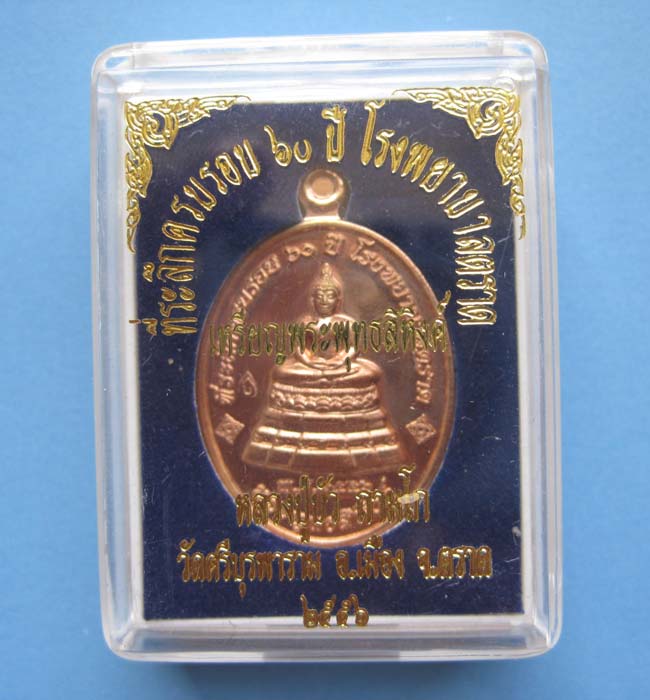 ที่ระลึกครบรอบ ๖๐ ปี โรงพยาบาลตราด
เหรียญพระพุทธสิหิงค์
หลวงปู่บัว ถามโก
วัดศรีบุรพาราม อ.เมือง จ.ตราด
๒๕๕๖